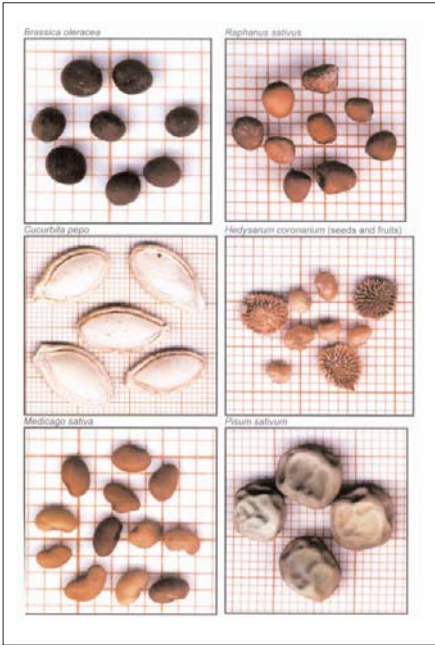 Brassica oleracea
Raphanus sativus
Cucurbita pepo
Hedysarum coronarium (seeds and fruits)
Medicago sativa
Pisum sativum